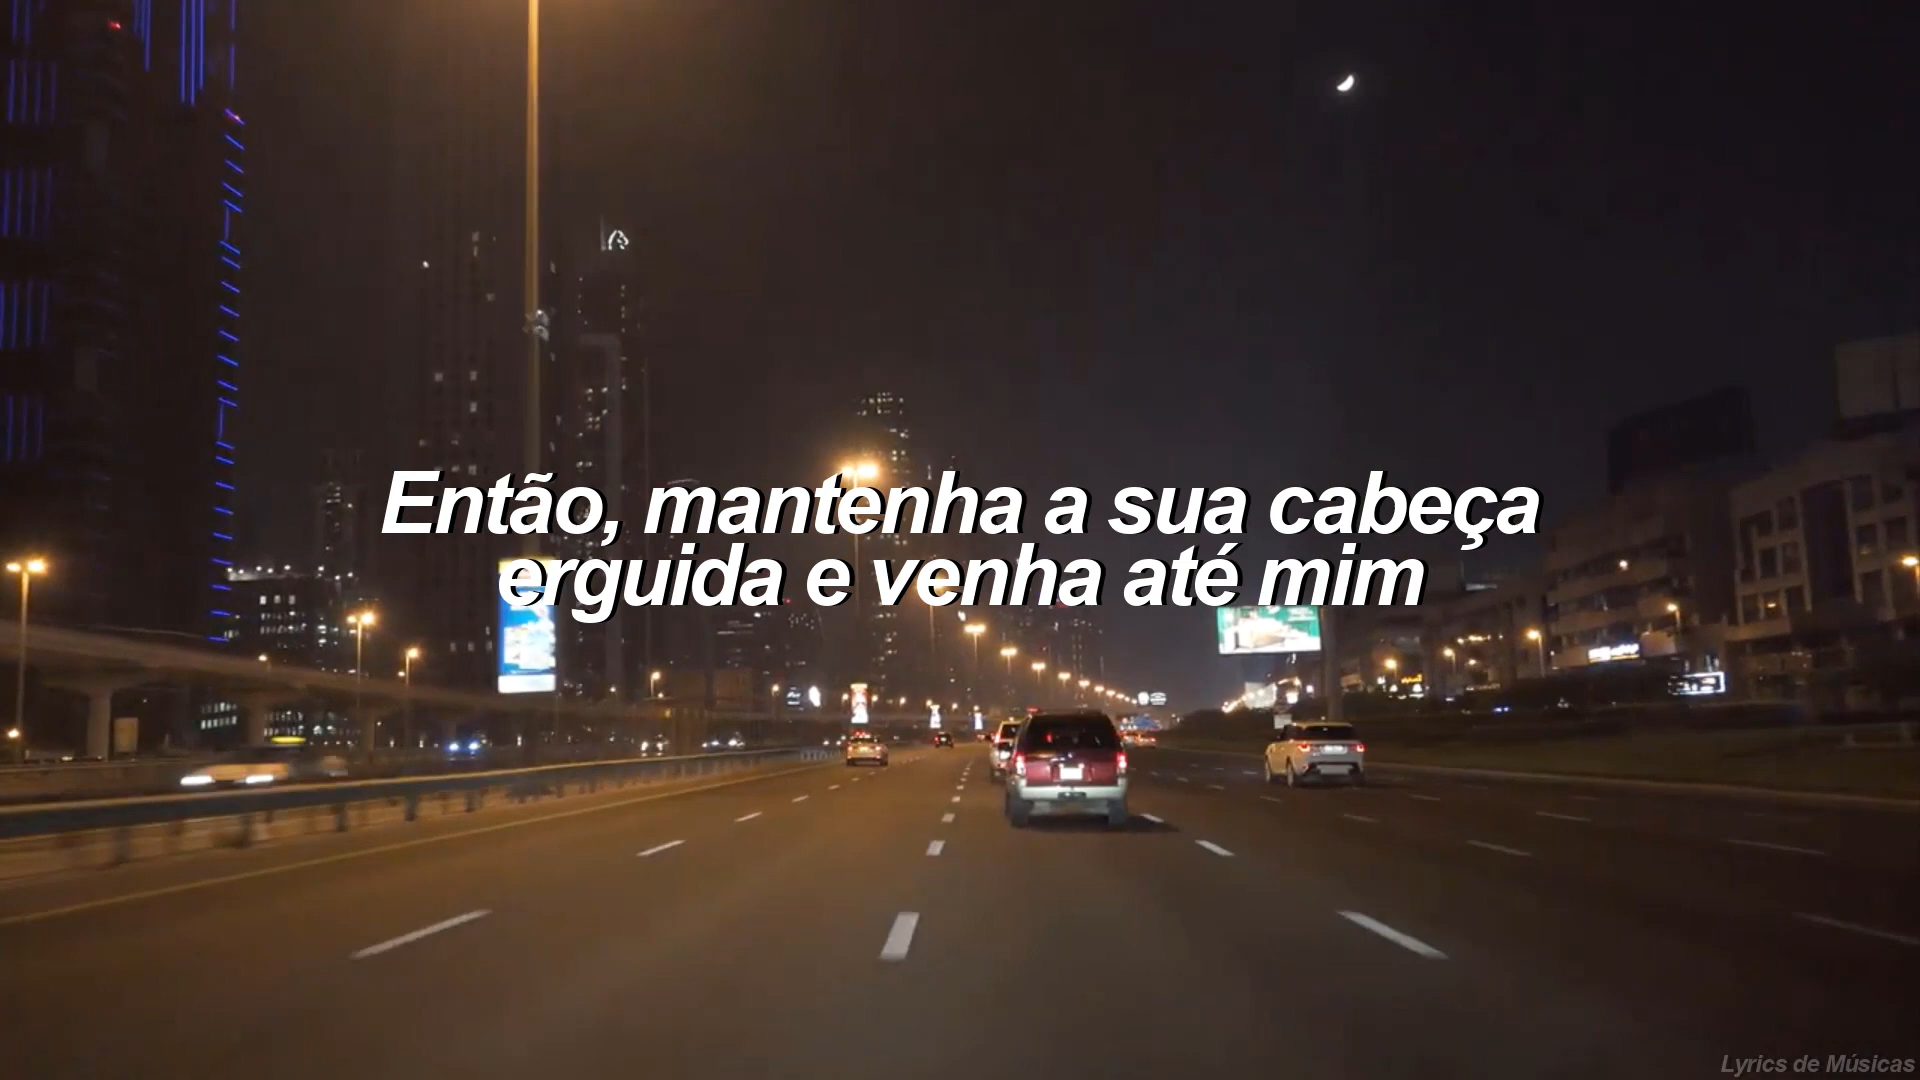 Então, mantenha a sua cabeça
erguida e venha até mim
Lyrics de Músicas